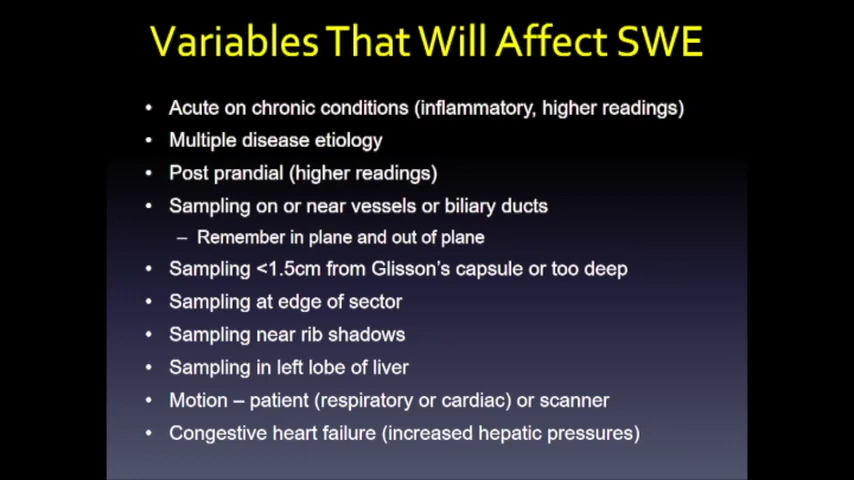 Variables That Will Affect SWE
• Acute on chronic conditions (inflammatory, higher readings)
• Multiple disease etiology
• Post prandial (higher readings)
• Sampling on or near vessels or biliary ducts
– Remember in plane and out of plane
• Sampling <1.5cm from Glisson's capsule or too deep
• Sampling at edge of sector
• Sampling near rib shadows
• Sampling in left lobe of liver
• Motion – patient (respiratory or cardiac) or scanner
• Congestive heart failure (increased hepatic pressures)